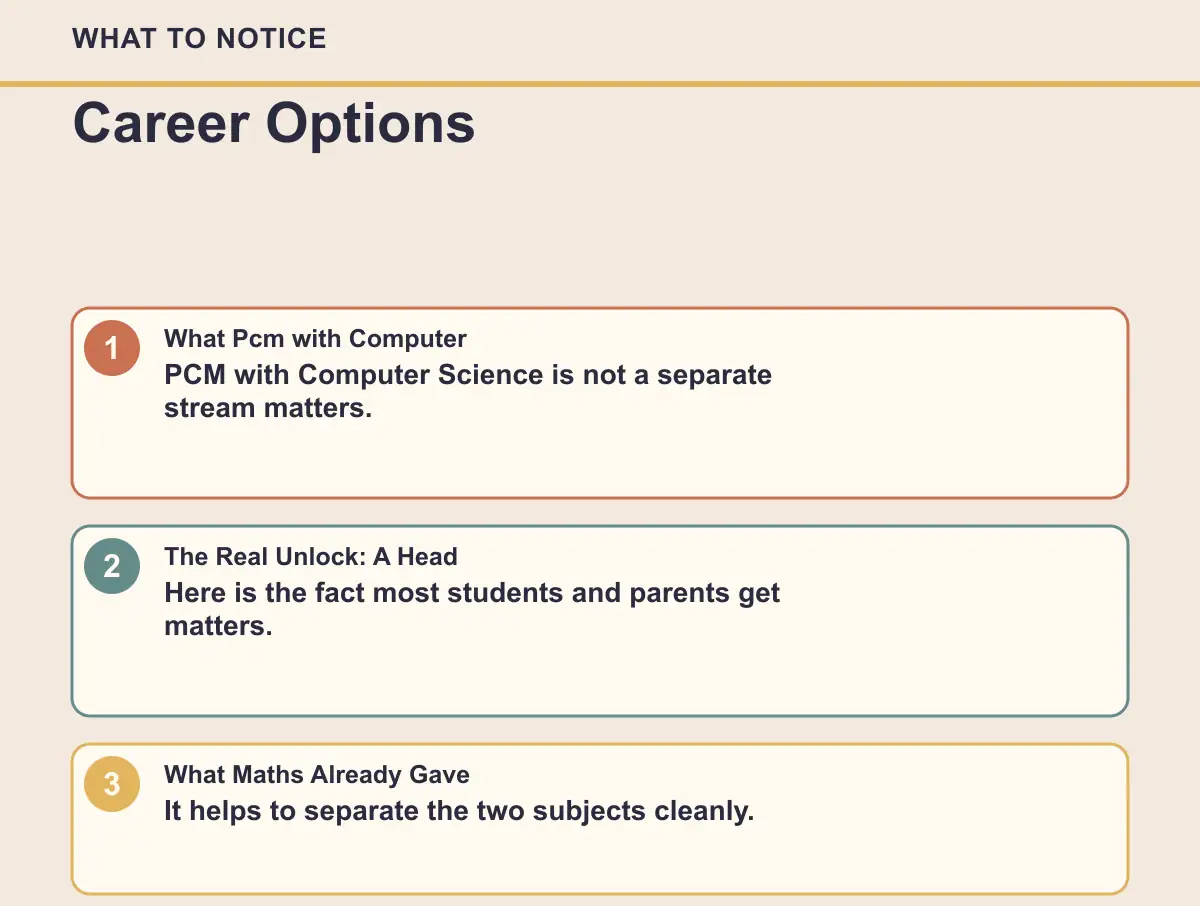 WHAT TO NOTICE
Career Options
1
What Pcm with Computer
PCM with Computer Science is not a separate
stream matters.
2
The Real Unlock: A Head
Here is the fact most students and parents get
matters.
3
What Maths Already Gave
It helps to separate the two subjects cleanly.